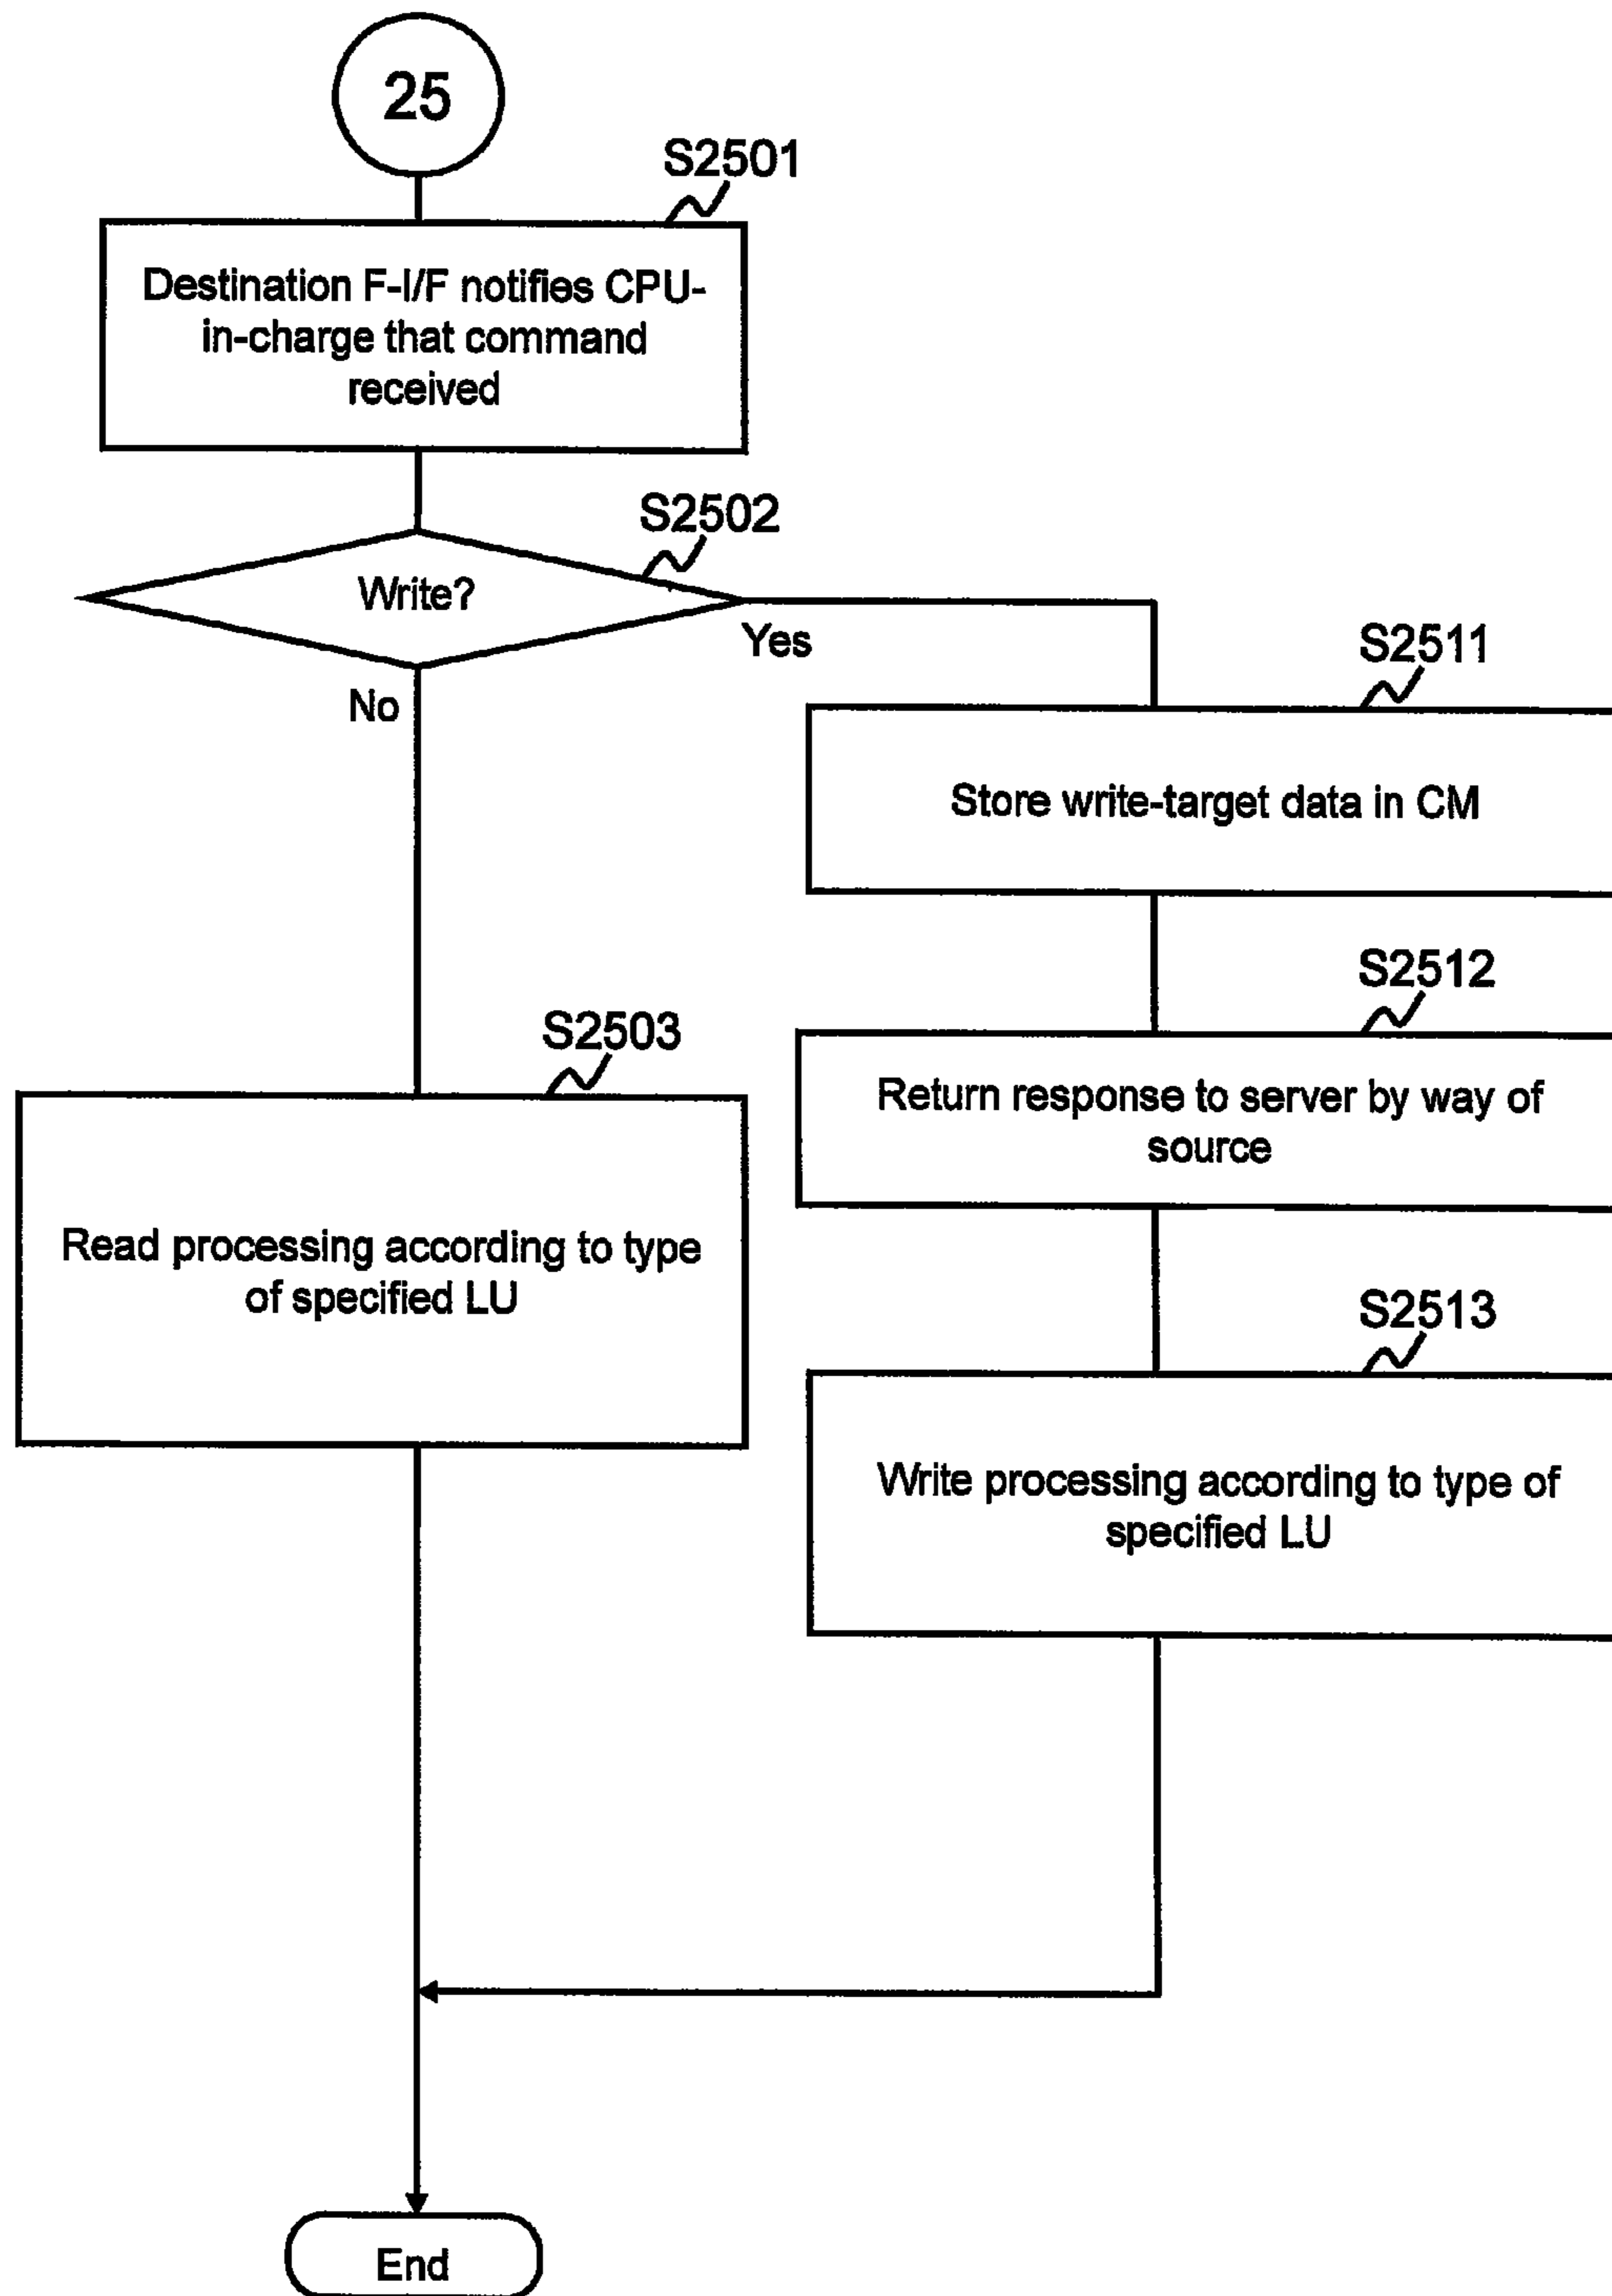 25
S2501
Destination F-I/F notifies CPU-
in-charge that command
received
S2502
Write?
Yes
No
S2511
Store write-target data in CM
S2512
Return response to server by way of
source
S2503
Read processing according to type
of specified LU
S2513
Write processing according to type of
specified LU
End